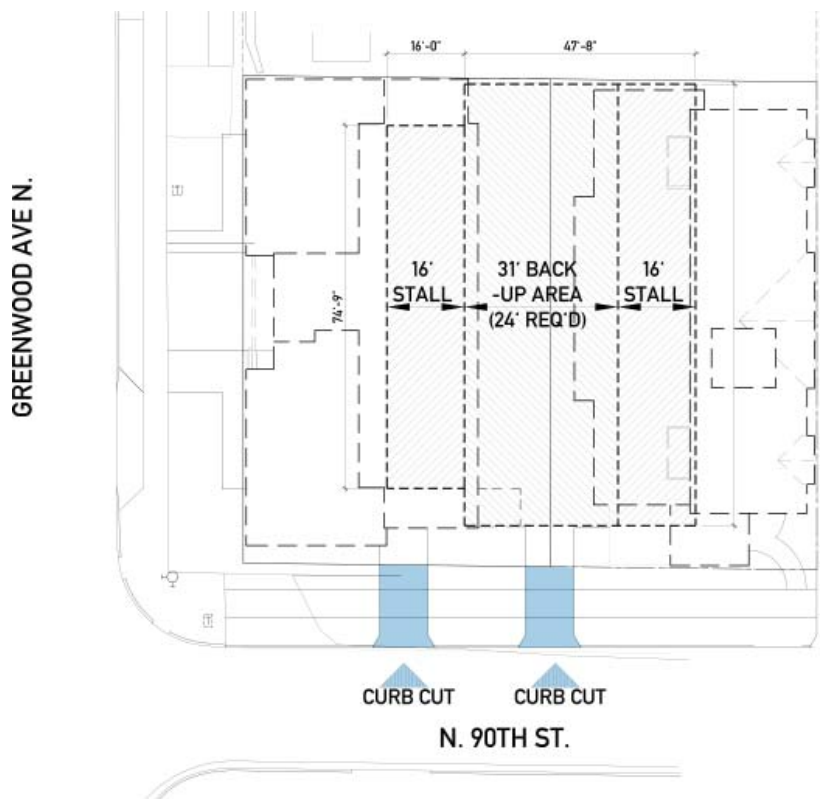 16'-0"
47'-8"
GREENWOOD AVE N.
74'-9"
16'
STALL
31' BACK
-UP AREA
(24' REQ'D)
16'
STALL
CURB CUT
CURB CUT
N. 90TH ST.